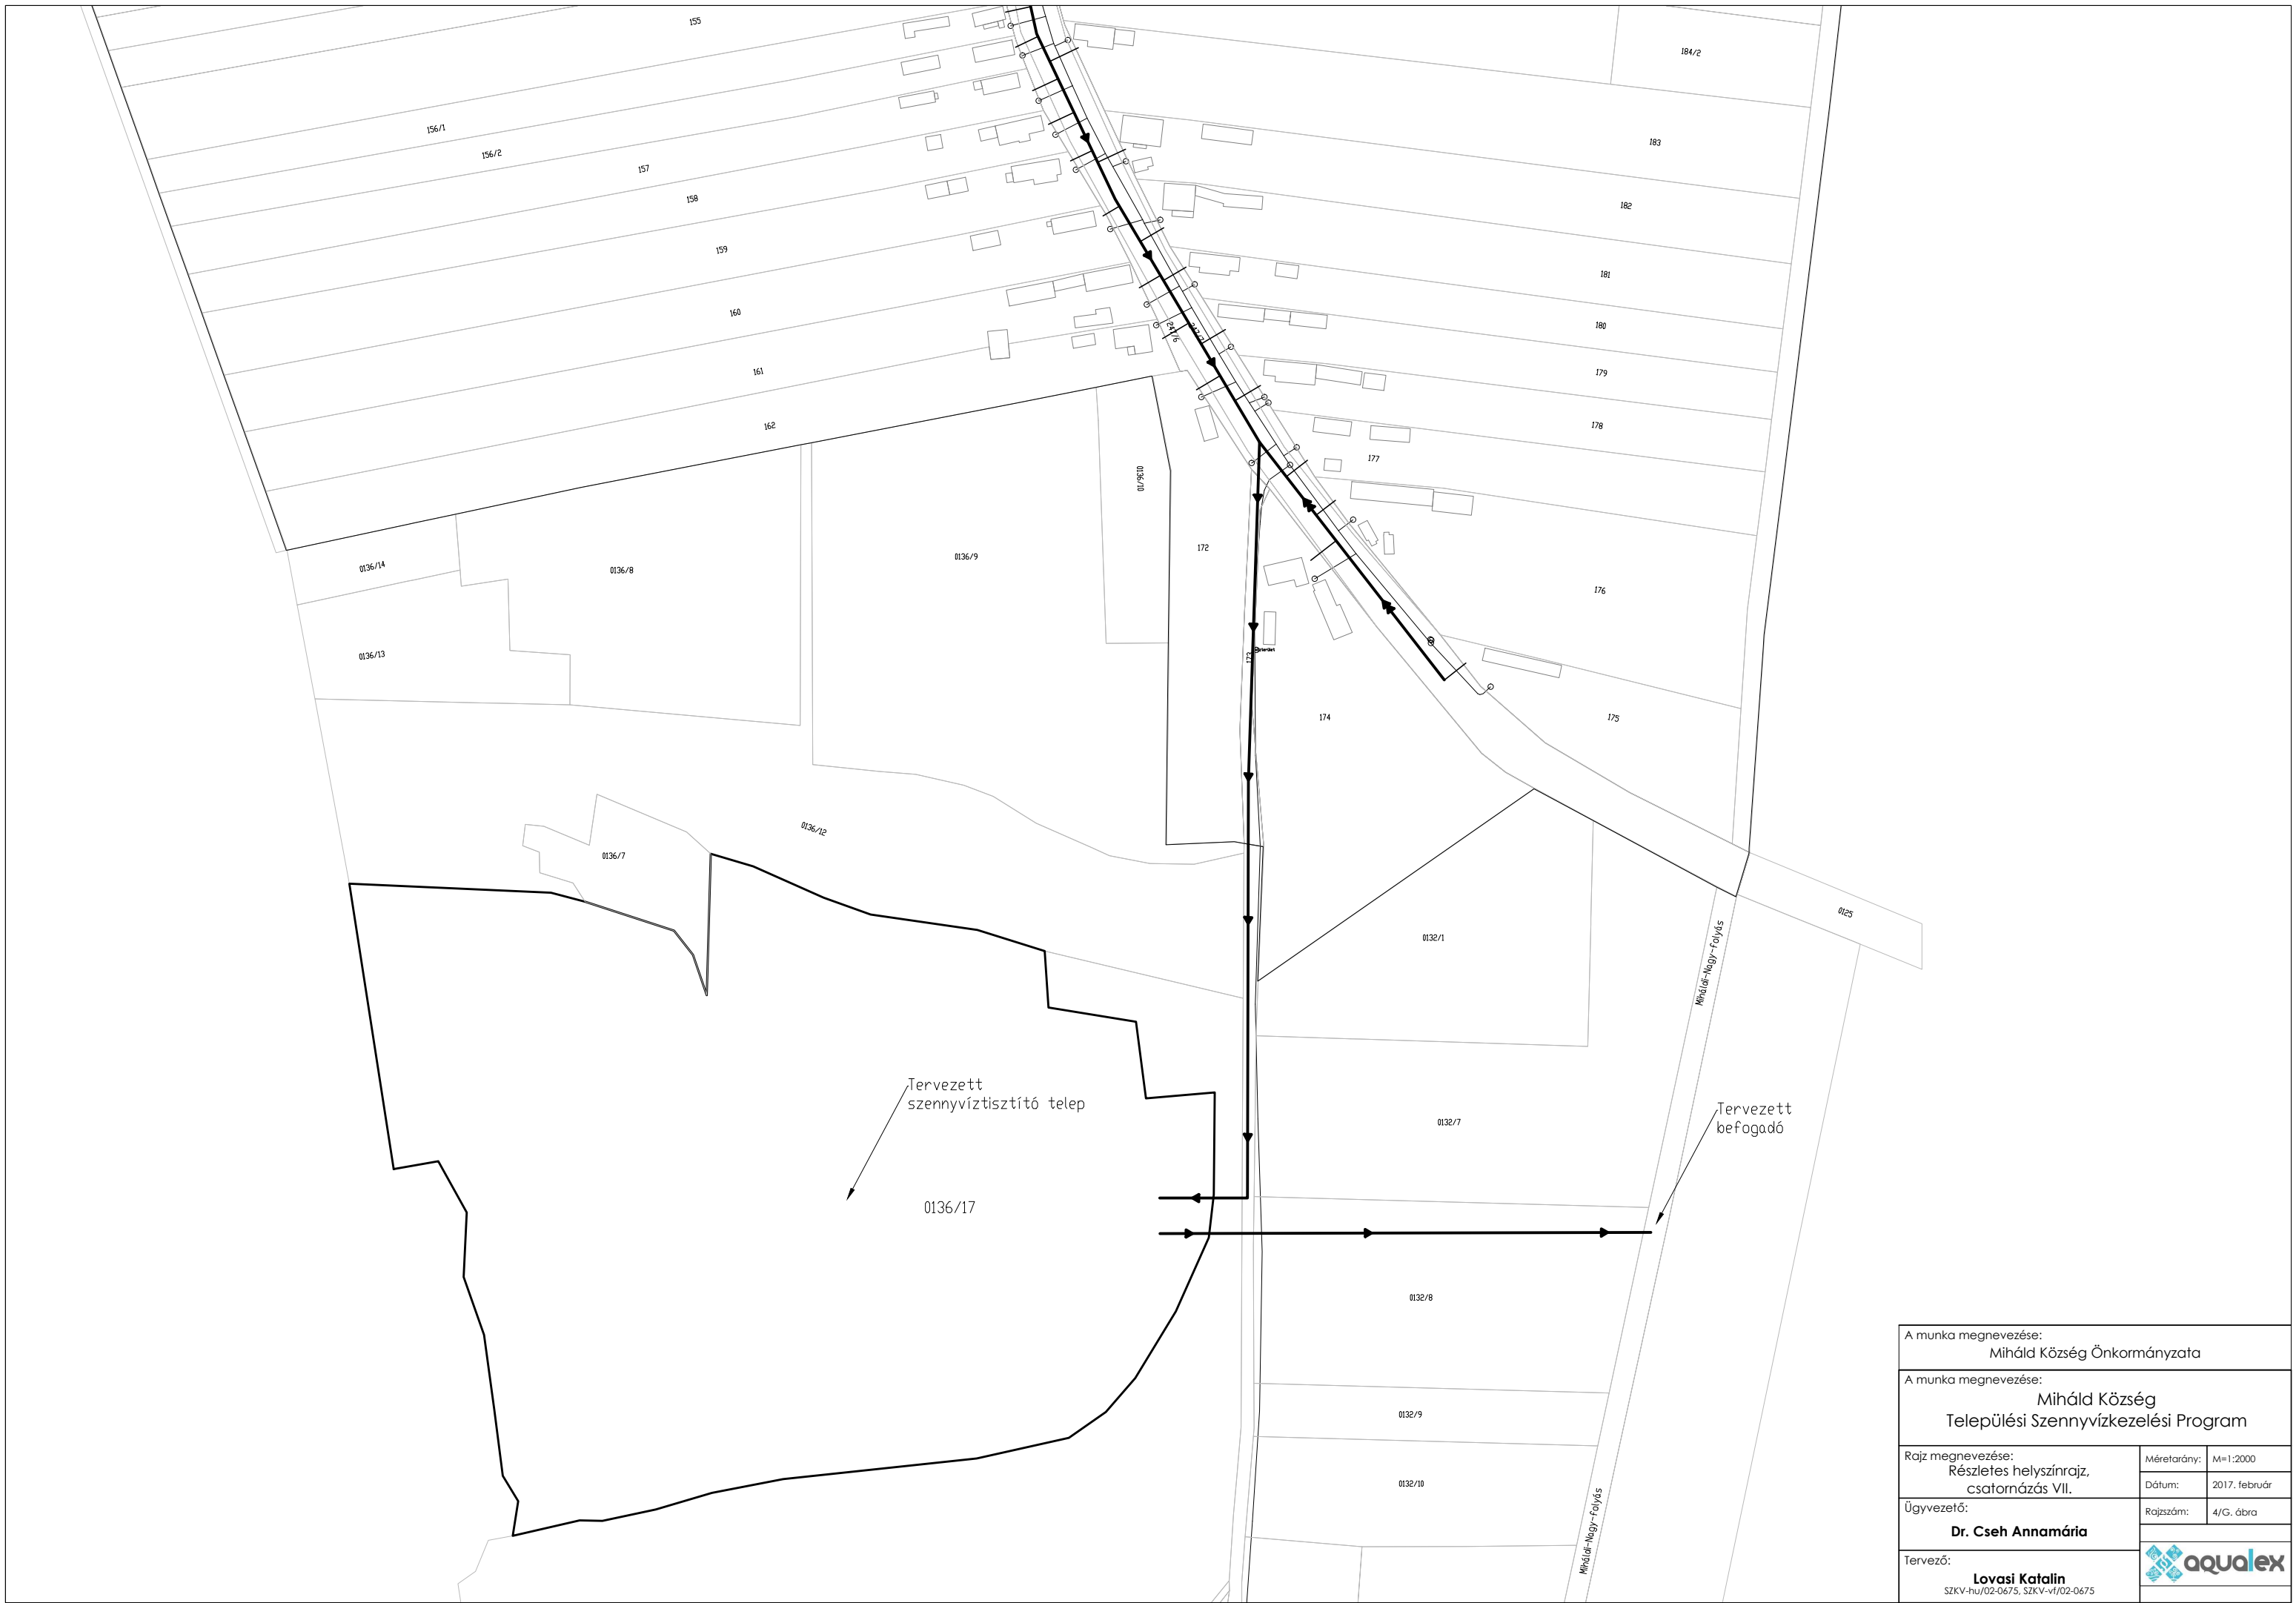 155
184/2
156/1
183
156/2
157
158
182
159
181
160
180
247/6
161
179
162
178
177
0136/10
172
0136/9
0136/14
0136/8
176
0136/13
173
174
175
0136/12
0136/7
0125
0132/1
Miháldi-Nagy-folyás
Tervezett
szennyvíztisztító telep
Tervezett
befogadó
0132/7
0136/17
0132/8
0132/9
0132/10
Miháldi-Nagy-folyás
A munka megnevezése:
Miháld Község Önkormányzata
A munka megnevezése:
Miháld Község
Települési Szennyvízkezelési Program
Rajz megnevezése:
Részletes helyszínrajz,
csatornázás VII.
Méretarány: M=1:2000
Dátum: 2017. február
Rajzszám: 4/G. ábra
Ügyvezető:
Dr. Cseh Annamária
Tervező:
Lovasi Katalin
SZKV-hu/02-0675, SZKV-vf/02-0675
aqualex